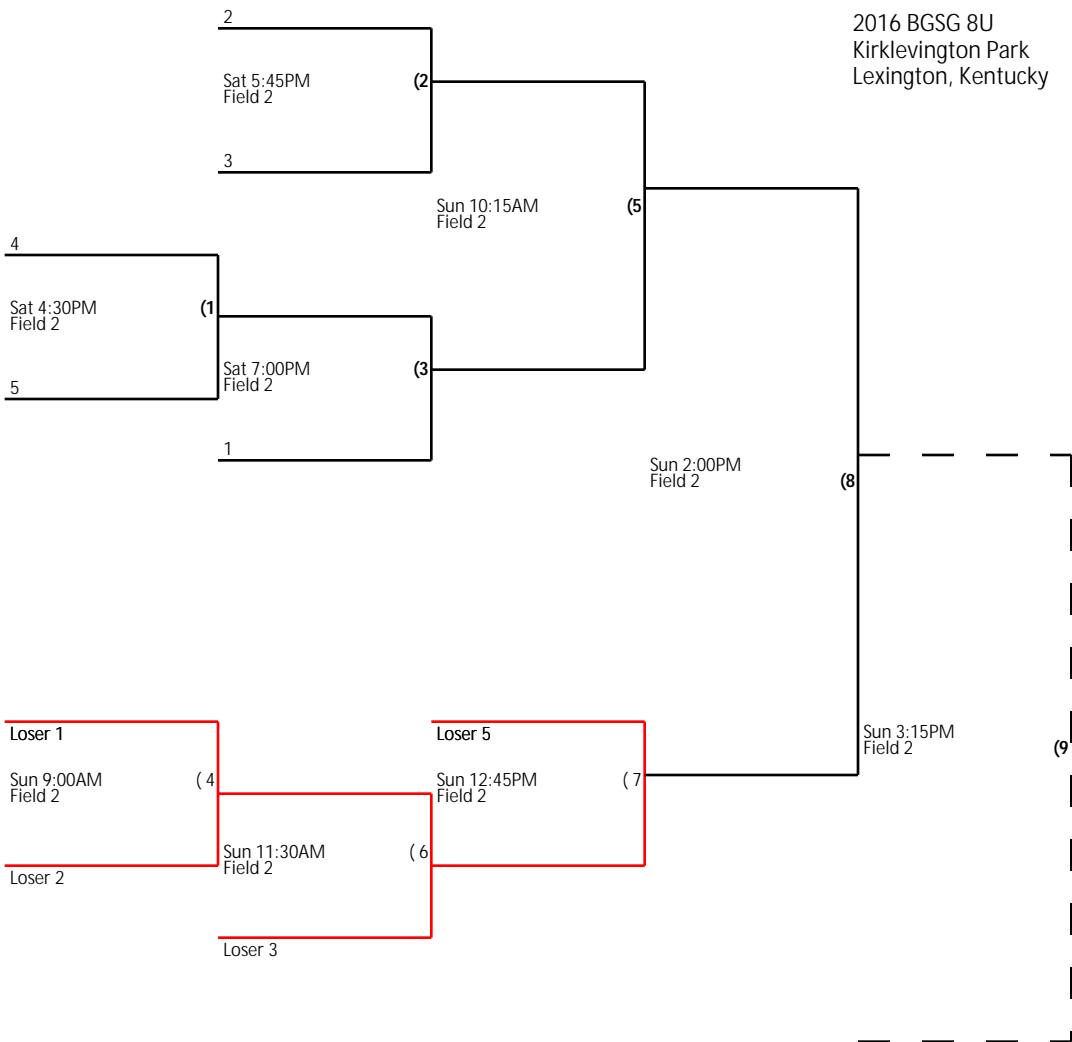 2016 BGSG 8U
Kirklevington Park
Lexington, Kentucky
2
Sat 5:45PM
Field 2
(2
3
Sun 10:15AM
Field 2
(5
4
Sat 4:30PM
Field 2
(1
5
Sat 7:00PM
Field 2
(3
1
Sun 2:00PM
Field 2
(8
Loser 1
Sun 9:00AM
Field 2
( 4
Loser 2
Sun 11:30AM
Field 2
( 6
Loser 3
Loser 5
Sun 12:45PM
Field 2
( 7
Sun 3:15PM
Field 2
(9